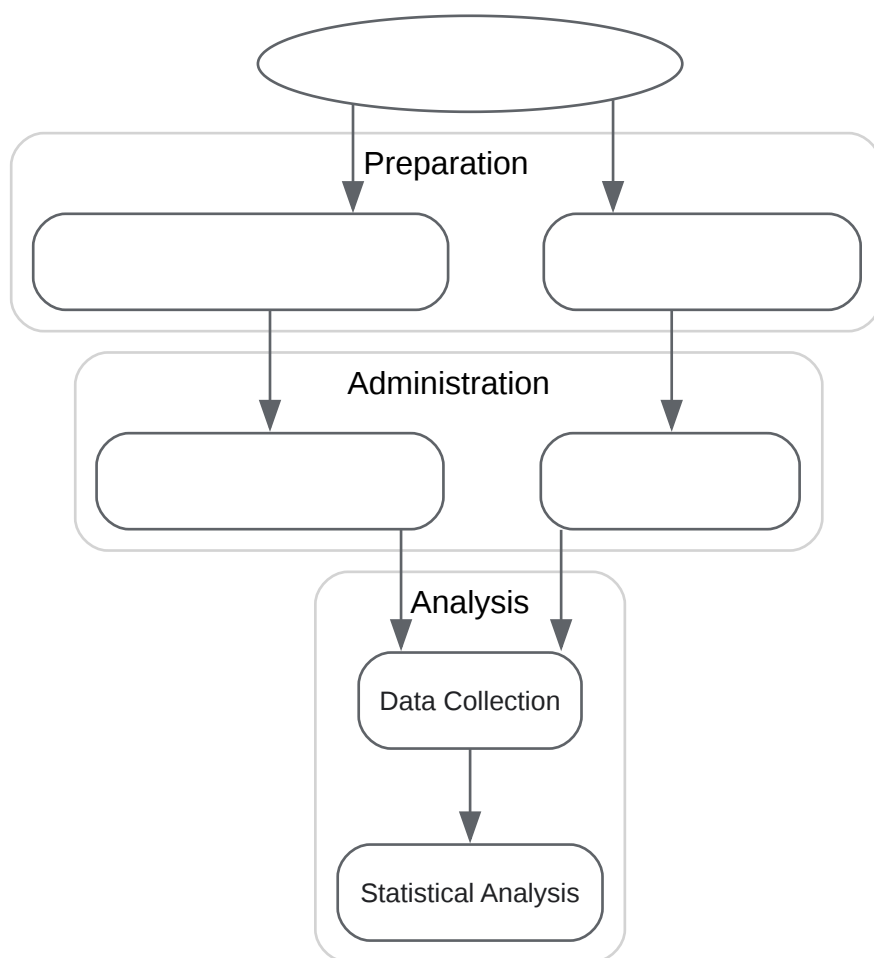 Preparation
Administration
Analysis
Data Collection
Statistical Analysis